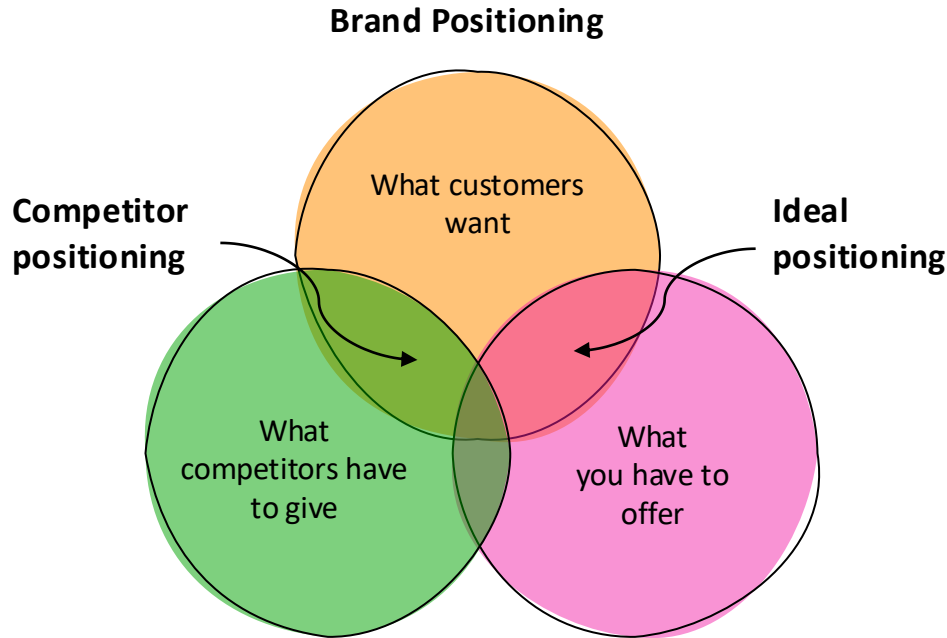 Brand Positioning
What customers
want
Competitor
positioning
Ideal
positioning
What
competitors have
to give
What
you have to
offer